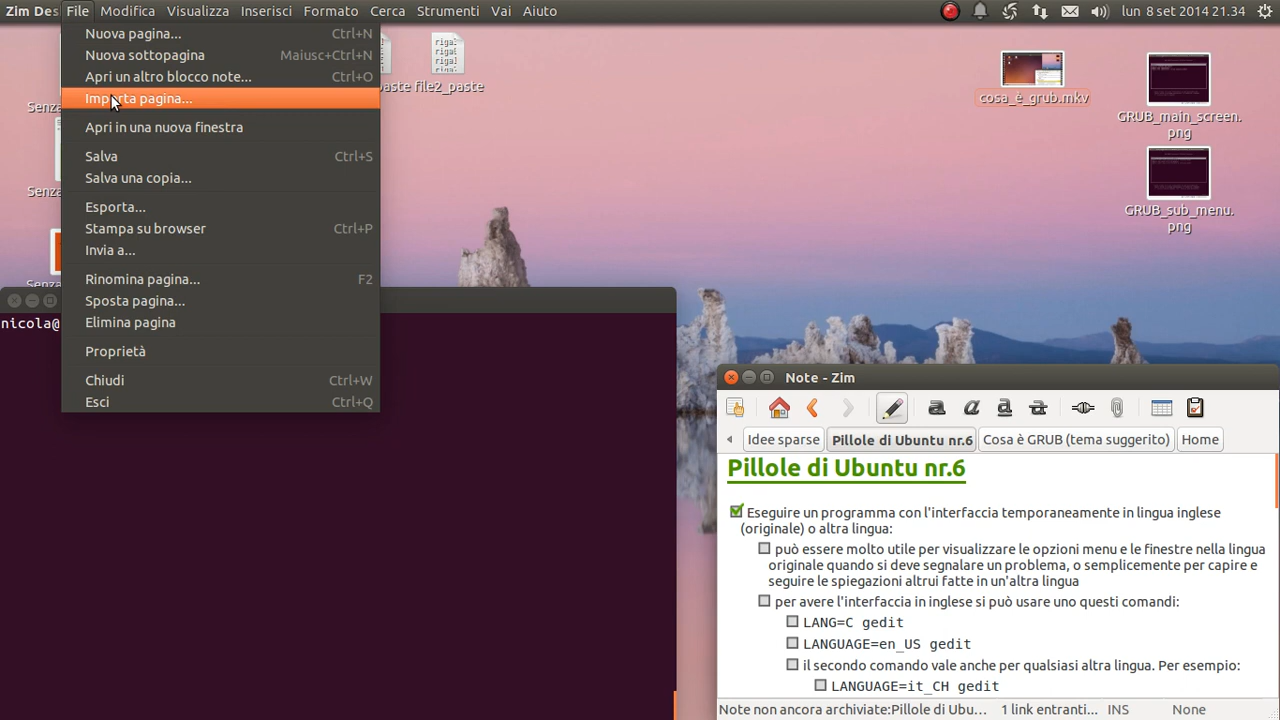 Zim Des File Modifica Visualizza Inserisci Formato Cerca Strumenti Vai Aiuto lun 8 set 2014 21.34
Nuova pagina... Ctrl+N
Nuova sottopagina Maiusc+Ctrl+N
Apri un altro blocco note... Ctrl+O
Importa pagina...
Apri in una nuova finestra
Salva Ctrl+S
Salva una copia...
Esporta...
Stampa su browser Ctrl+P
Invia a...
Rinomina pagina... F2
Sposta pagina...
Elimina pagina
Proprietà
Chiudi Ctrl+W
Esci Ctrl+Q
Senza
Senza
Senza
aste file2_paste
riga1
riga2
riga3
riga4
cosa_è_grub.mkv
GRUB_main_screen.
png
GRUB_sub_menu.
png
nicola@
Note - Zim
Idee sparse Pillole di Ubuntu nr.6 Cosa è GRUB (tema suggerito) Home
Pillole di Ubuntu nr.6
Eseguire un programma con l'interfaccia temporaneamente in lingua inglese
(originale) o altra lingua:
può essere molto utile per visualizzare le opzioni menu e le finestre nella lingua
originale quando si deve segnalare un problema, o semplicemente per capire e
seguire le spiegazioni altrui fatte in un'altra lingua
per avere l'interfaccia in inglese si può usare uno questi comandi:
LANG=C gedit
LANGUAGE=en_US gedit
il secondo comando vale anche per qualsiasi altra lingua. Per esempio:
LANGUAGE=it_CH gedit
Note non ancora archiviate:Pillole di Ubu... 1 link entranti... INS None